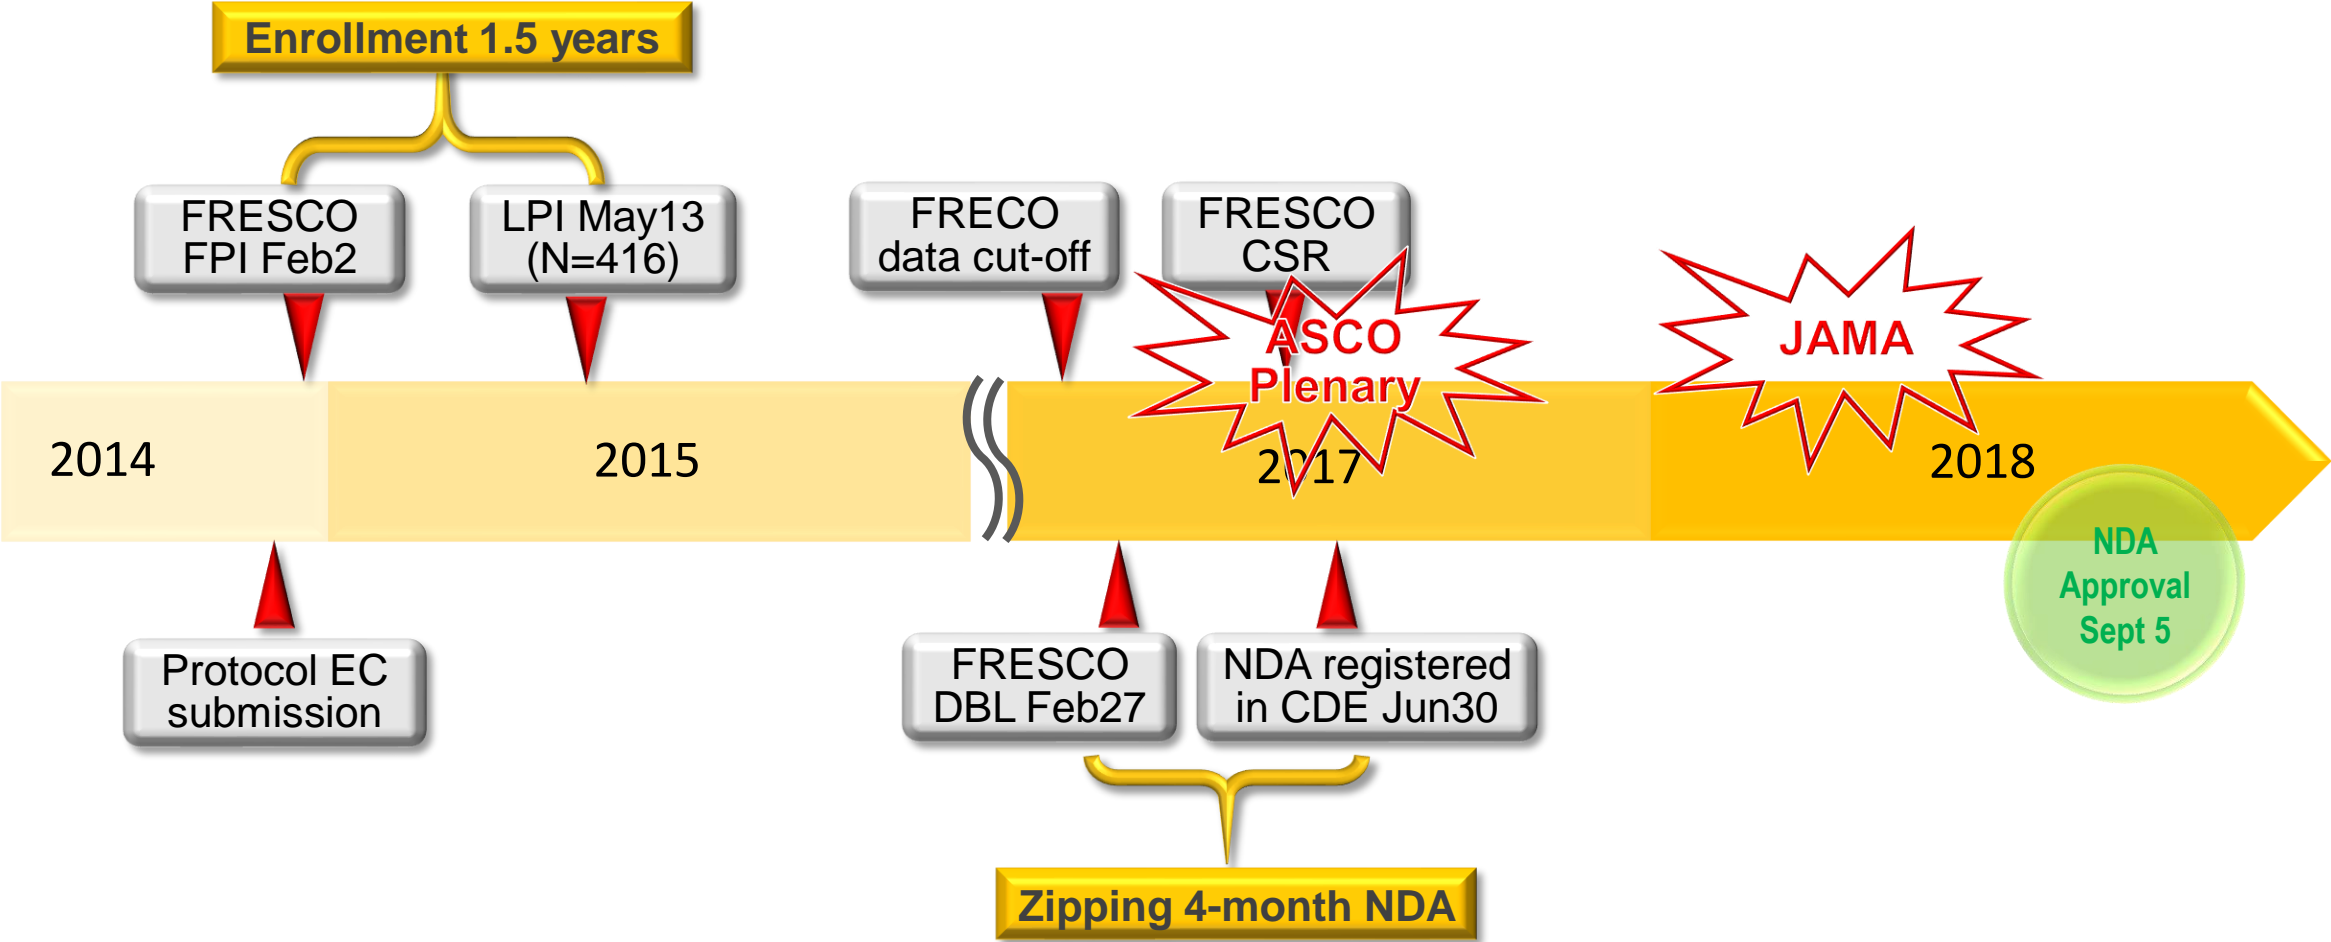 Enrollment 1.5 years
FRESCO
FPI Feb2
LPI May13
(N=416)
FRECO
data cut-off
FRESCO
CSR
ASCO
Plenary
JAMA
2014
2015
2017
2018
NDA
Approval
Sept 5
Protocol EC
submission
FRESCO
DBL Feb27
NDA registered
in CDE Jun30
Zipping 4-month NDA